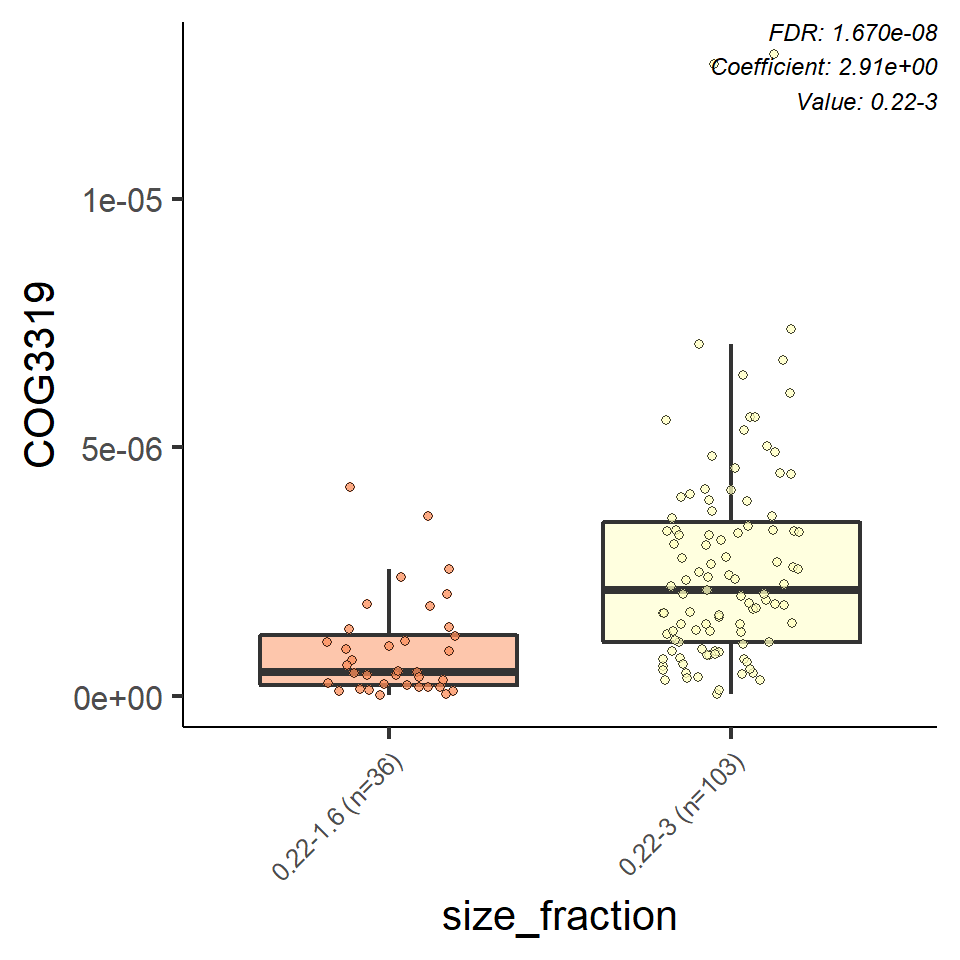 FDR: 1.670e-08
Coefficient: 2.91e+00
Value: 0.22-3
1e-05
5e-06
0e+00
COG3319
0.22-1.6 (n=36)
0.22-3 (n=103)
size_fraction